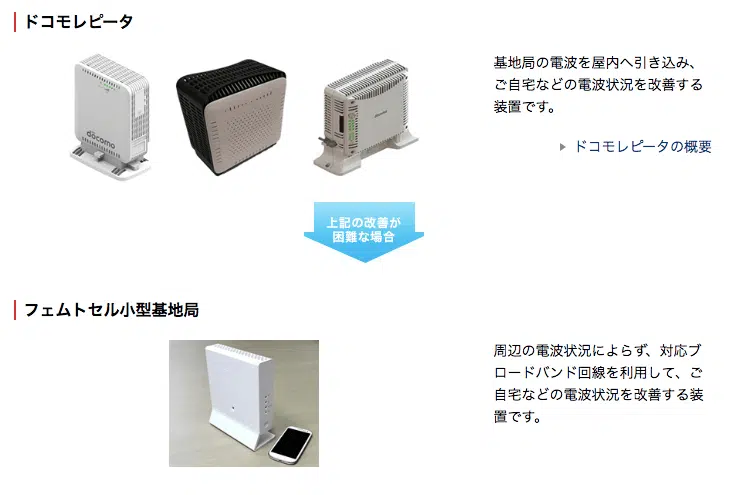 ドコモレピータ
döcomo
基地局の電波を屋内へ引き込み、
ご自宅などの電波状況を改善する
装置です。
ドコモレピータの概要
上記の改善が
困難な場合
フェムトセル小型基地局
周辺の電波状況によらず、対応ブ
ロードバンド回線を利用して、ご
自宅などの電波状況を改善する装
置です。